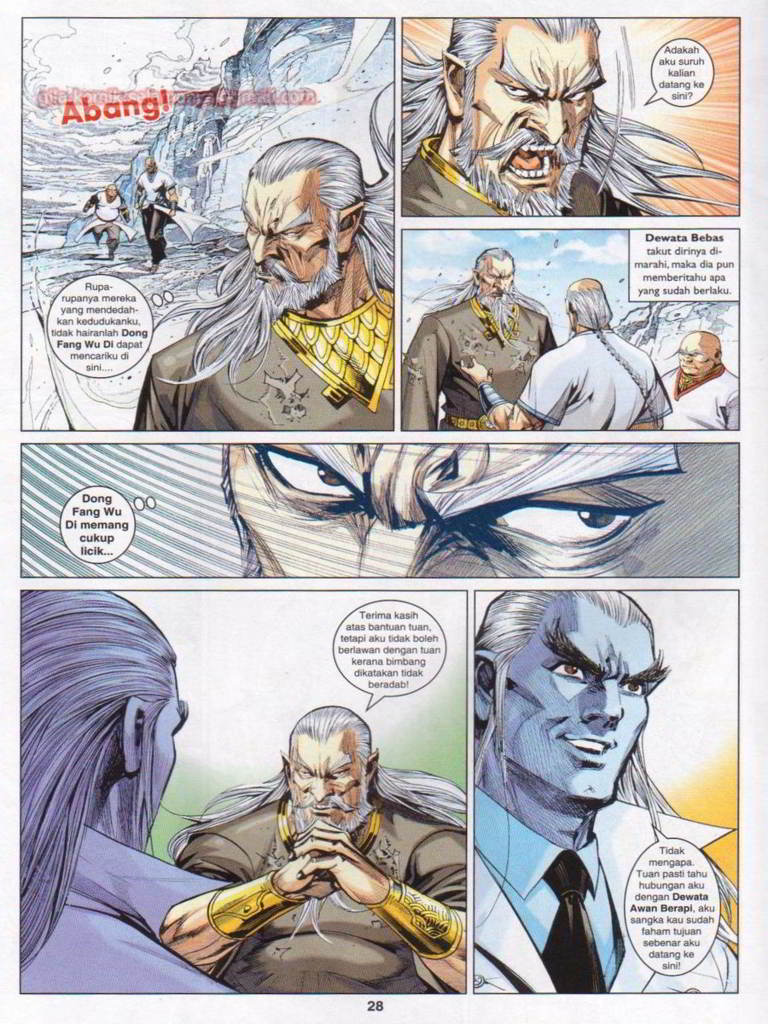 Abang!
Rupa-
rupanya mereka
yang mendedah-
kan kedudukanku,
tidak hairanlah Dong
Fang Wu Di dapat
mencariku di
sini....
Adakah
aku suruh
kalian
datang ke
sini?
Dewata Bebas
takut dirinya di-
marahi, maka dia pun
memberitahu apa
yang sudah berlaku.
Dong
Fang Wu
Di memang
cukup
licik...
Terima kasih
atas bantuan tuan,
tetapi aku tidak boleh
berlawan dengan tuan
kerana bimbang
dikatakan tidak
beradab!
Tidak
mengapa.
Tuan pasti tahu
hubungan aku
dengan Dewata
Awan Berapi, aku
sangka kau sudah
faham tujuan
sebenar aku
datang ke
sini!
28